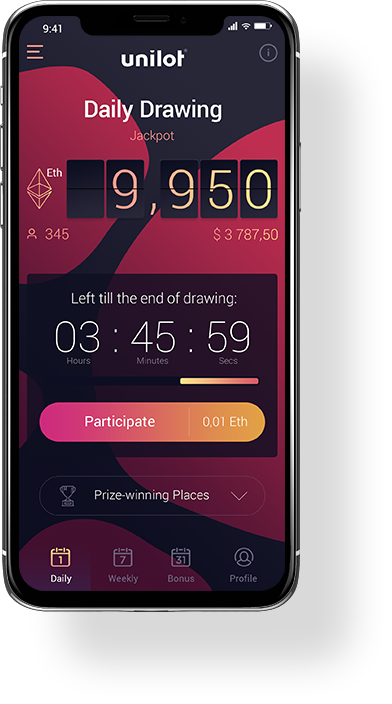 9:41
unilot
Daily Drawing
Jackpot
Eth
9,950
345
$ 3 787,50
Left till the end of drawing:
03 : 45 : 59
Hours Minutes Secs
Participate 0,01 Eth
Prize-winning Places
1 7 31
Daily Weekly Bonus Profile